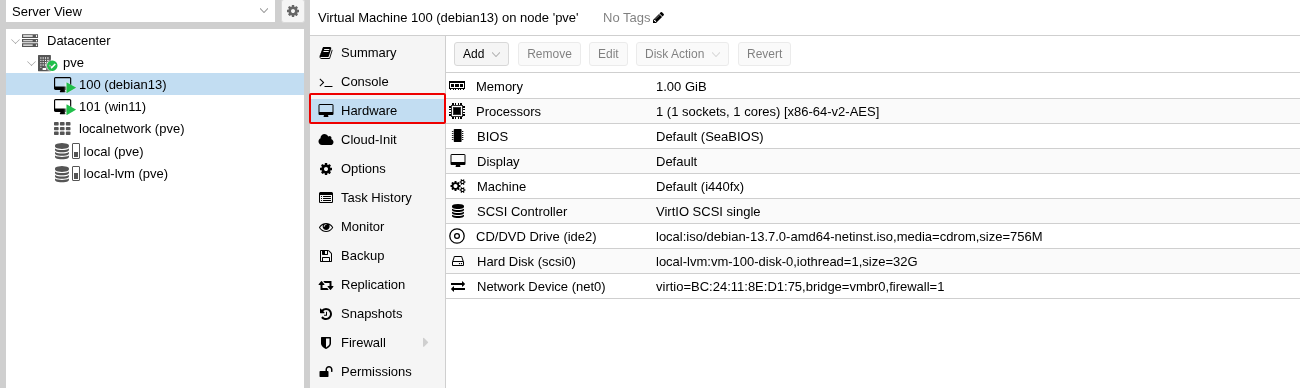 Server View
Datacenter
pve
100 (debian13)
101 (win11)
localnetwork (pve)
local (pve)
local-lvm (pve)
Virtual Machine 100 (debian13) on node 'pve' No Tags
Summary
Console
Hardware
Cloud-Init
Options
Task History
Monitor
Backup
Replication
Snapshots
Firewall
Permissions
Add Remove Edit Disk Action Revert
Memory 1.00 GiB
Processors 1 (1 sockets, 1 cores) [x86-64-v2-AES]
BIOS Default (SeaBIOS)
Display Default
Machine Default (i440fx)
SCSI Controller VirtIO SCSI single
CD/DVD Drive (ide2) local:iso/debian-13.7.0-amd64-netinst.iso,media=cdrom,size=756M
Hard Disk (scsi0) local-lvm:vm-100-disk-0,iothread=1,size=32G
Network Device (net0) virtio=BC:24:11:8E:D1:75,bridge=vmbr0,firewall=1